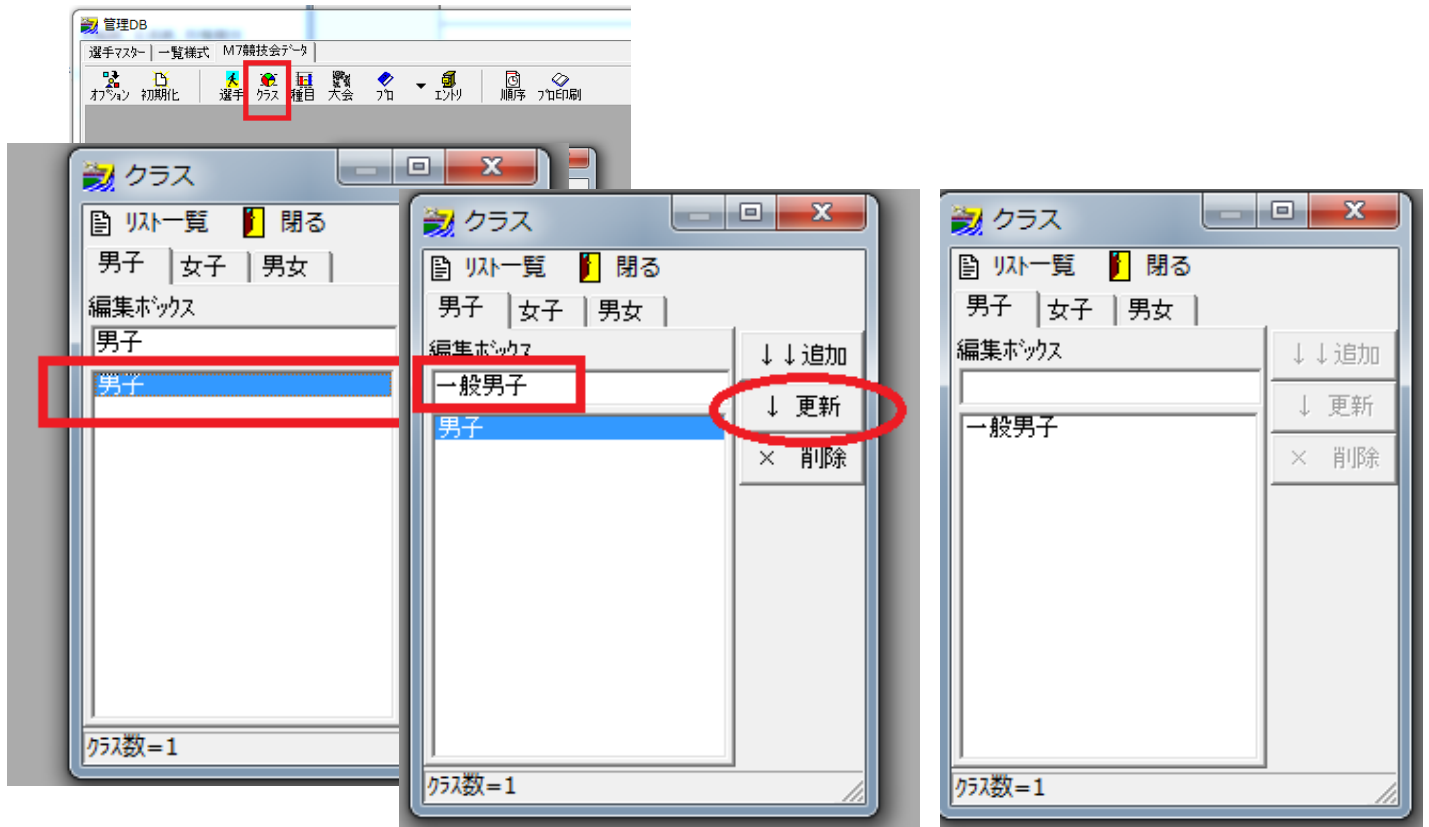 管理DB
選手マスター 一覧様式 M7競技会ﾃﾞｰﾀ
ｵﾌﾟｼｮﾝ 初期化 選手 ｸﾗｽ 種目 大会 ﾌﾟﾛ ｴﾝﾄﾘ 順序 ﾌﾟﾛ印刷
クラス
ﾘｽﾄ一覧 閉る
男子 女子 男女
編集ﾎﾞｯｸｽ
男子
男子
ｸﾗｽ数=1
クラス
ﾘｽﾄ一覧 閉る
男子 女子 男女
編集ﾎﾞｯｸｽ
↓↓追加
一般男子
↓ 更新
男子
× 削除
ｸﾗｽ数=1
クラス
ﾘｽﾄ一覧 閉る
男子 女子 男女
編集ﾎﾞｯｸｽ
↓↓追加
↓ 更新
一般男子
× 削除
ｸﾗｽ数=1